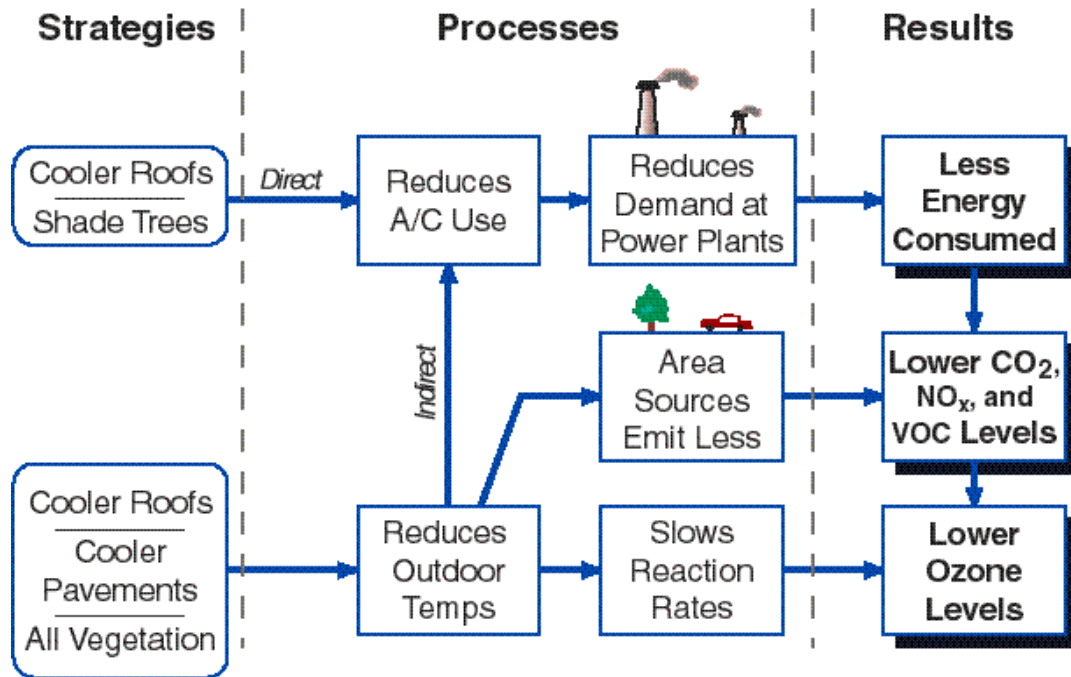 Strategies
Processes
Results
Cooler Roofs
Shade Trees
Direct
Reduces
A/C Use
Reduces
Demand at
Power Plants
Less
Energy
Consumed
Indirect
Area
Sources
Emit Less
Lower CO₂,
NOₓ, and
VOC Levels
Cooler Roofs
Cooler
Pavements
All Vegetation
Reduces
Outdoor
Temps
Slows
Reaction
Rates
Lower
Ozone
Levels